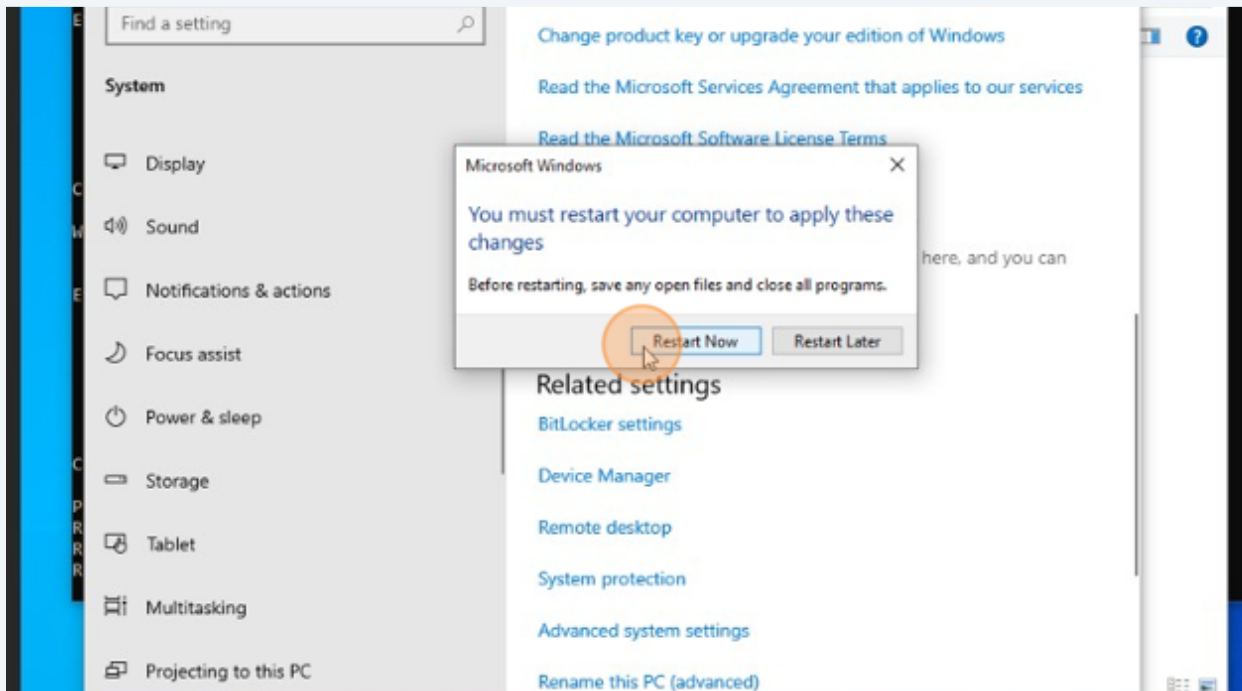 E
Find a setting
System
Display
C
Sound
W
Notifications & actions
E
Focus assist
Power & sleep
C
Storage
P
R
Tablet
R
R
Multitasking
Projecting to this PC
Change product key or upgrade your edition of Windows
?
Read the Microsoft Services Agreement that applies to our services
Read the Microsoft Software License Terms
Microsoft Windows
You must restart your computer to apply these
changes
here, and you can
Before restarting, save any open files and close all programs.
Restart Now Restart Later
Related settings
BitLocker settings
Device Manager
Remote desktop
System protection
Advanced system settings
Rename this PC (advanced)